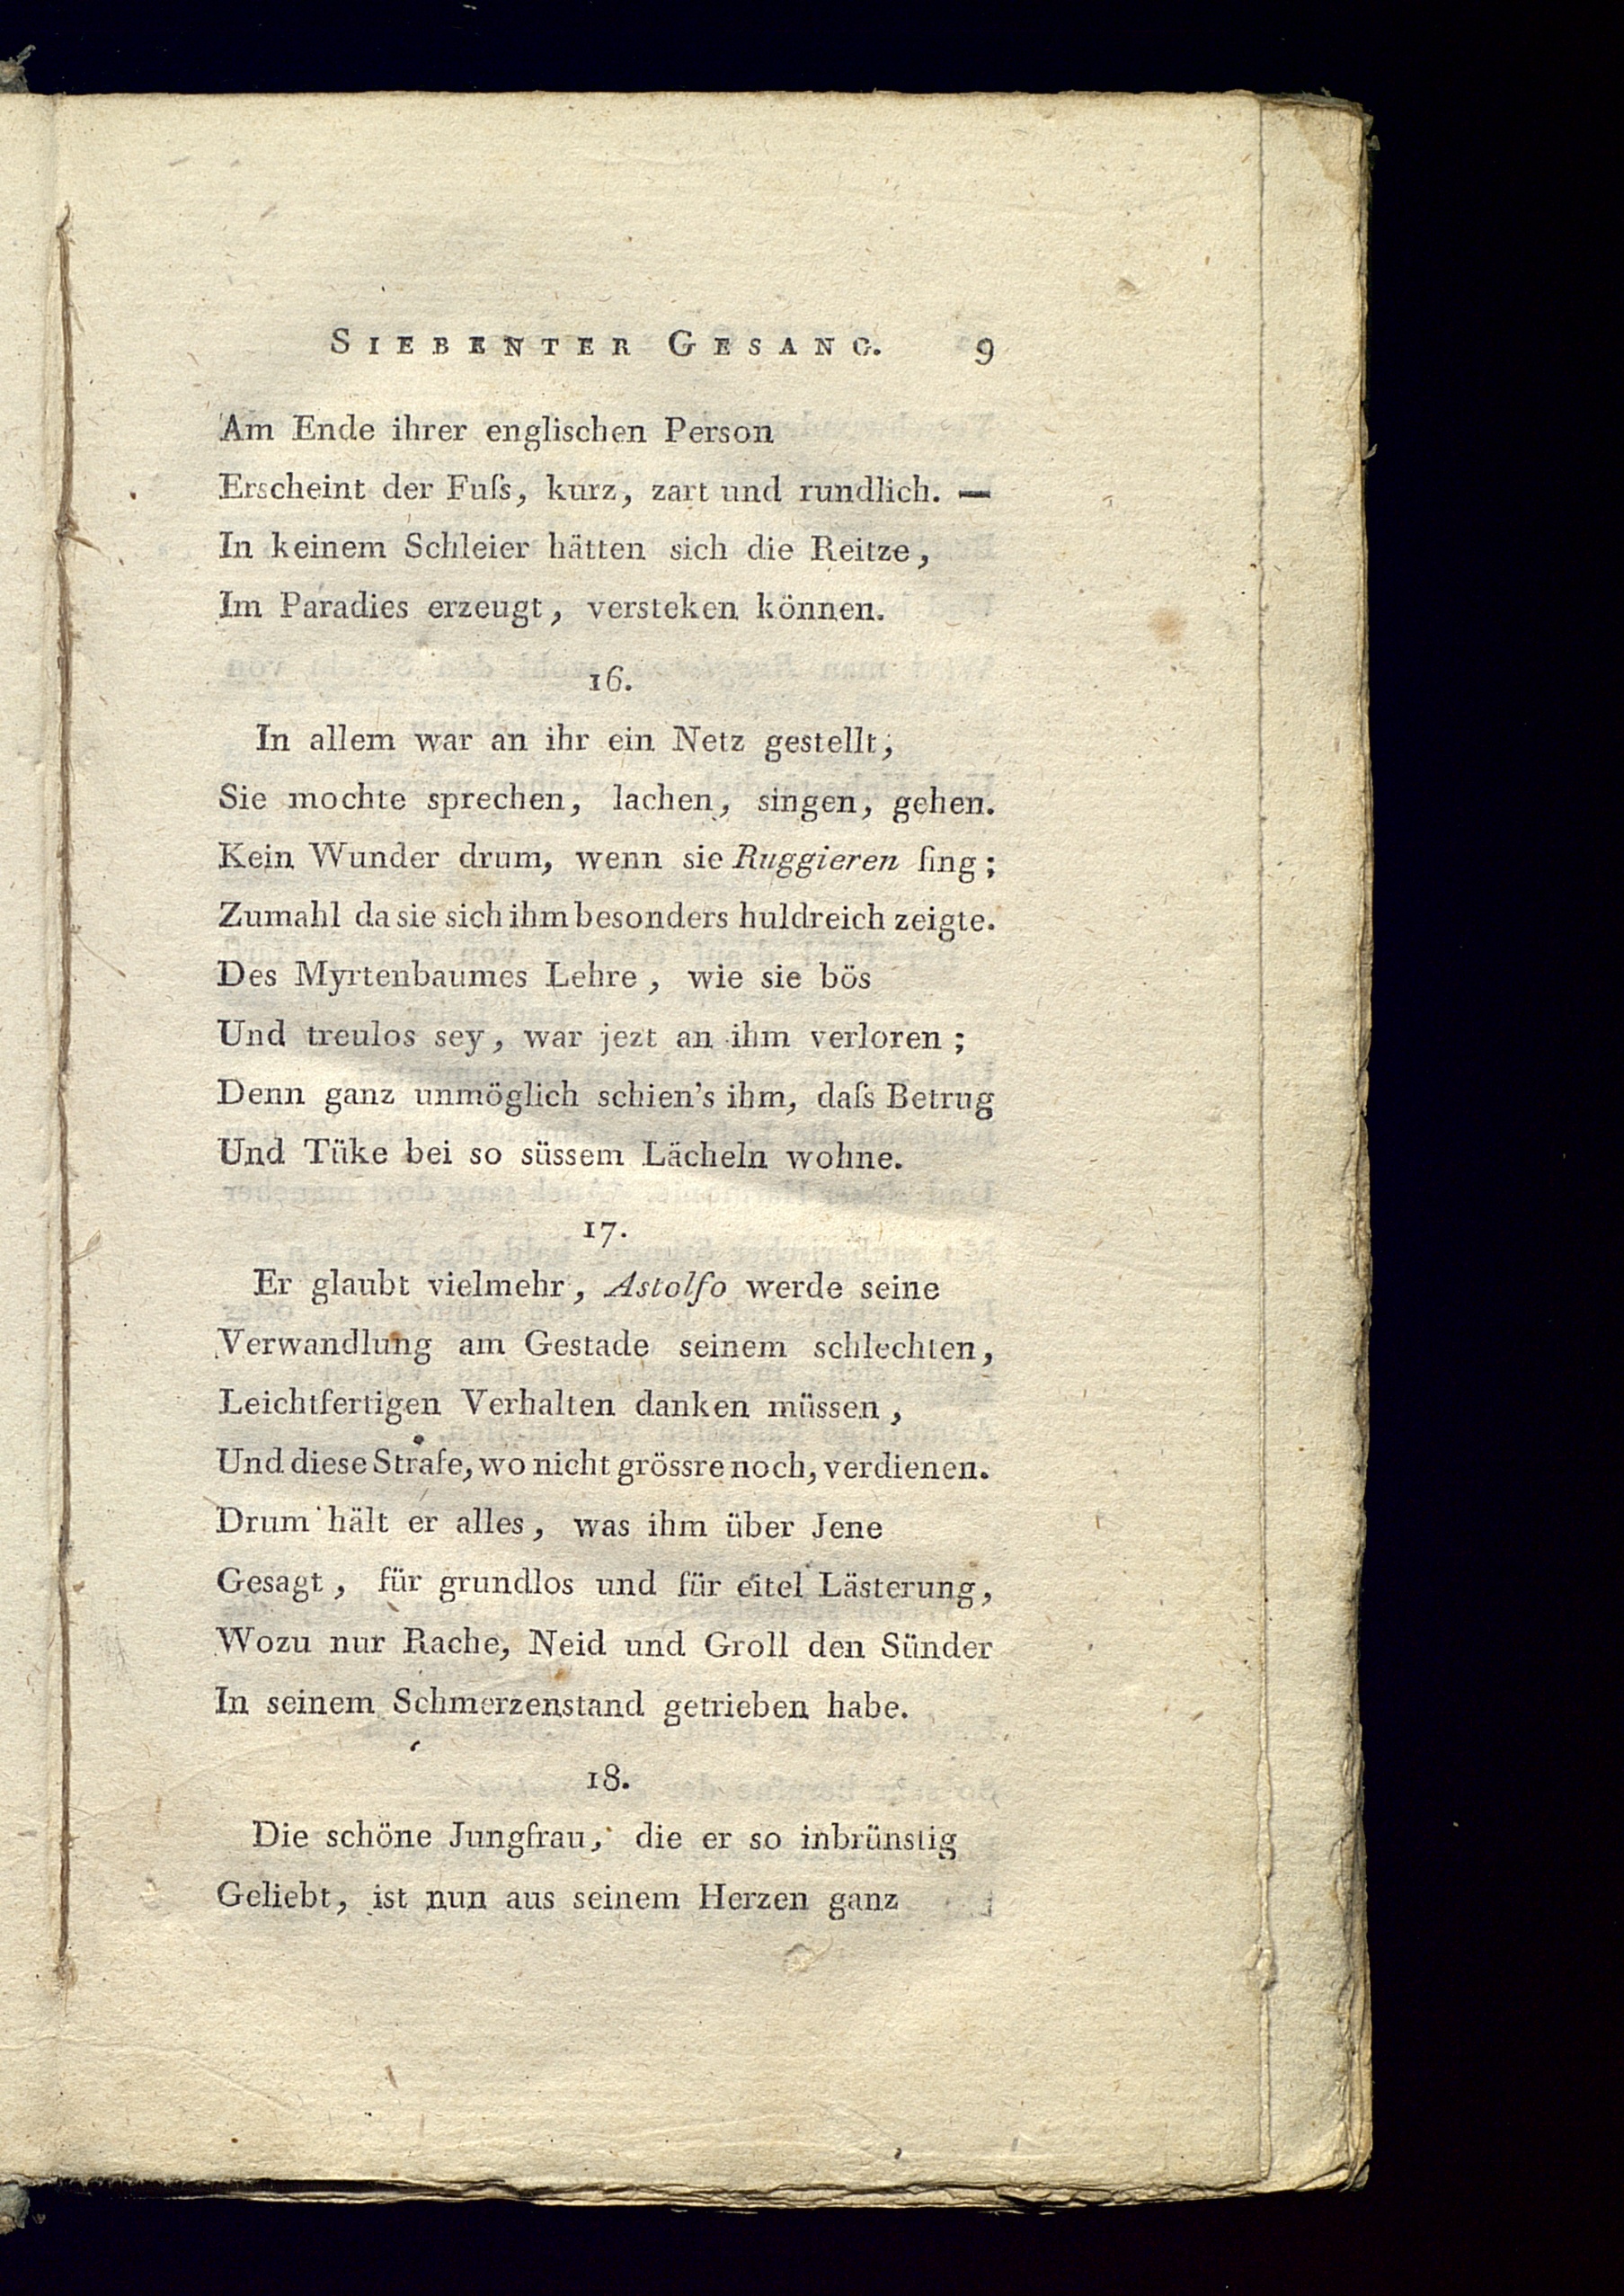 SIEBENTER GESANG. 9
Am Ende ihrer englischen Person
Erscheint der Fuſs, kurz, zart und rundlich. —
In keinem Schleier hätten sich die Reitze,
Im Paradies erzeugt, versteken können.
16.
In allem war an ihr ein Netz gestellt,
Sie mochte sprechen, lachen, singen, gehen.
Kein Wunder drum, wenn sie Ruggieren fing;
Zumahl da sie sich ihm besonders huldreich zeigte.
Des Myrtenbaumes Lehre, wie sie bös
Und treulos sey, war jezt an ihm verloren;
Denn ganz unmöglich schien's ihm, daſs Betrug
Und Tüke bei so süssem Lächeln wohne.
17.
Er glaubt vielmehr, Astolfo werde seine
Verwandlung am Gestade seinem schlechten,
Leichtfertigen Verhalten danken müssen,
Und diese Strafe, wo nicht grössre noch, verdienen.
Drum hält er alles, was ihm über Jene
Gesagt, für grundlos und für eitel Lästerung,
Wozu nur Rache, Neid und Groll den Sünder
In seinem Schmerzenstand getrieben habe.
18.
Die schöne Jungfrau, die er so inbrünstig
Geliebt, ist nun aus seinem Herzen ganz